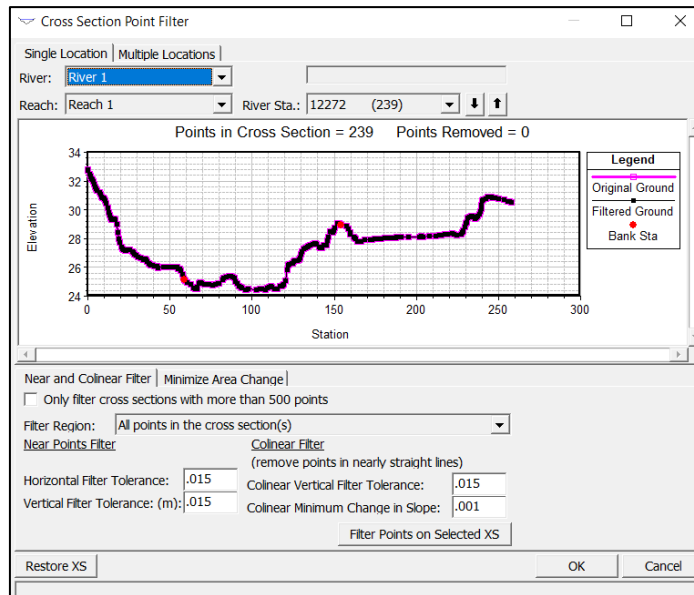 Cross Section Point Filter
Single Location Multiple Locations
River: River 1
Reach: Reach 1 River Sta.: 12272 (239)
Points in Cross Section = 239 Points Removed = 0
34
32
30
28
26
24
Elevation
0 50 100 150 200 250 300
Station
Legend
Original Ground
Filtered Ground
Bank Sta
Near and Colinear Filter Minimize Area Change
Only filter cross sections with more than 500 points
Filter Region: All points in the cross section(s)
Near Points Filter Colinear Filter
(remove points in nearly straight lines)
Horizontal Filter Tolerance: .015 Colinear Vertical Filter Tolerance: .015
Vertical Filter Tolerance: (m): .015 Colinear Minimum Change in Slope: .001
Filter Points on Selected XS
Restore XS OK Cancel